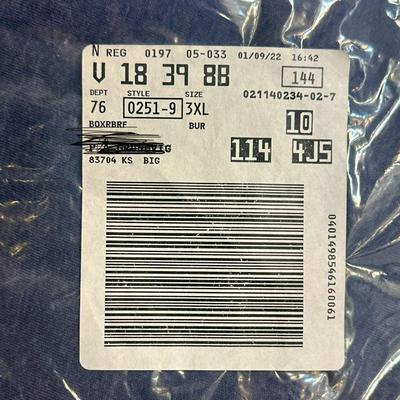 N REG 0197 05-033 01/09/22 16:42
V 18 39 8B 144
DEPT STYLE SIZE 021140234-02-7
76 0251-9 3XL
BOXRBRF BUR 10
114 4J5
83704 KS BIG
0401498546160061